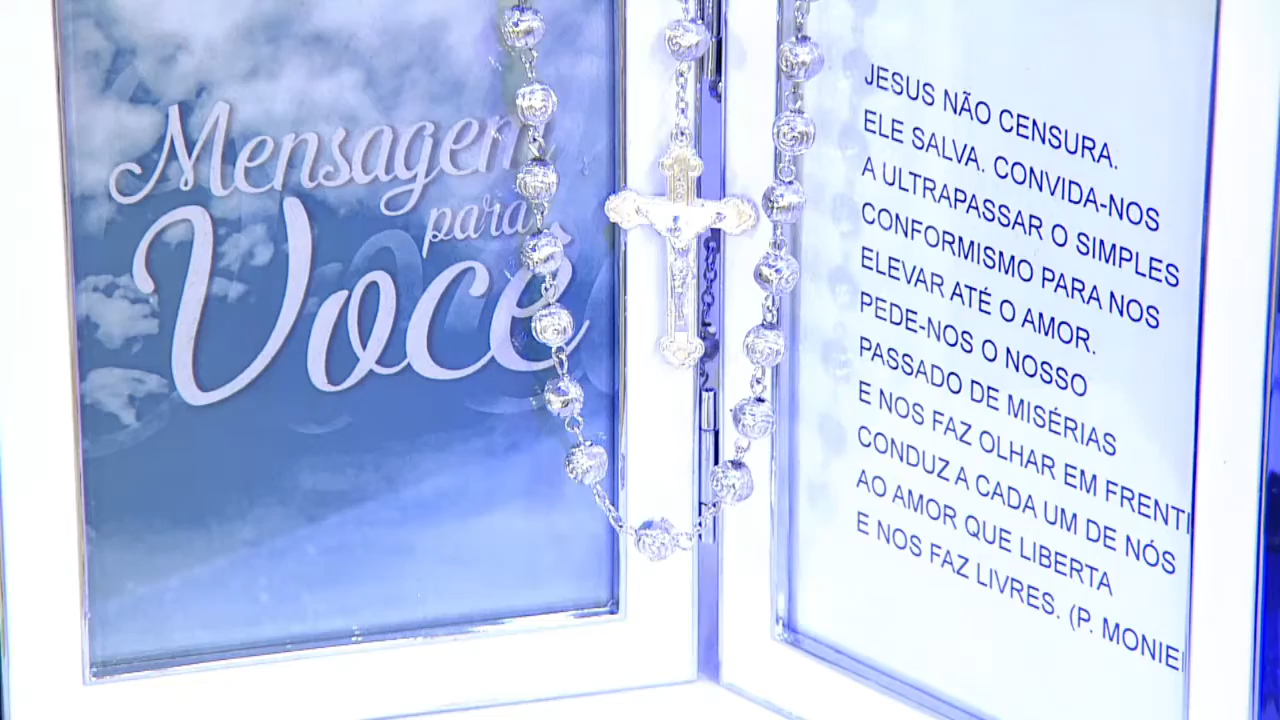 Mensagem
para
Você
JESUS NÃO CENSURA.
ELE SALVA. CONVIDA-NOS
A ULTRAPASSAR O SIMPLES
CONFORMISMO PARA NOS
ELEVAR ATÉ O AMOR.
PEDE-NOS O NOSSO
PASSADO DE MISÉRIAS
E NOS FAZ OLHAR EM FRENT
CONDUZ A CADA UM DE NÓS
AO AMOR QUE LIBERTA
E NOS FAZ LIVRES. (P. MONIE